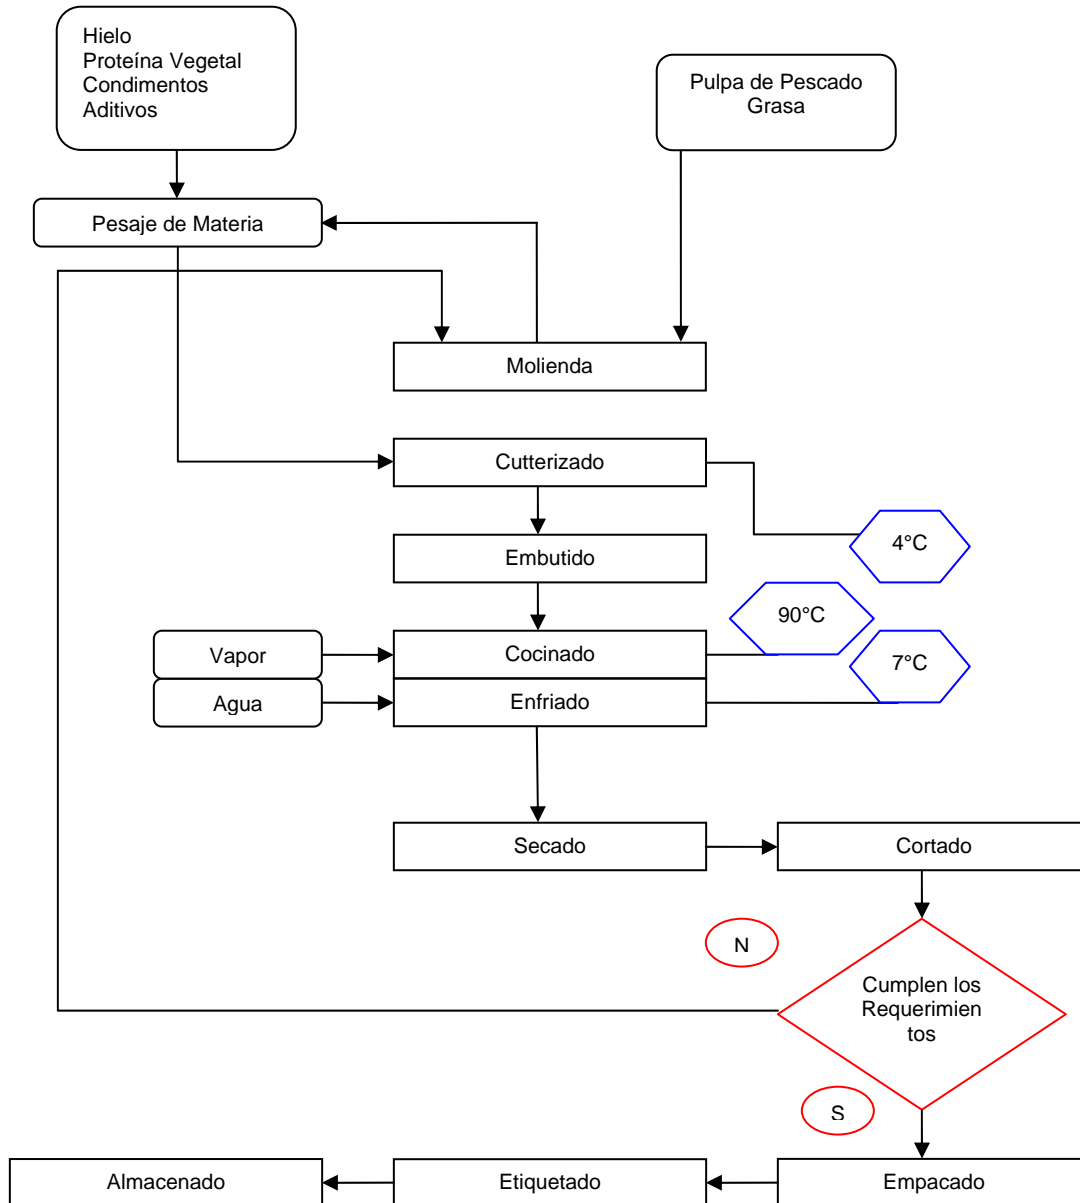 Hielo
Proteína Vegetal
Condimentos
Aditivos
Pulpa de Pescado
Grasa
Pesaje de Materia
Molienda
Cutterizado
4°C
Embutido
90°C
Vapor
Cocinado
7°C
Agua
Enfriado
Secado
Cortado
N
Cumplen los
Requerimien
tos
S
Almacenado
Etiquetado
Empacado